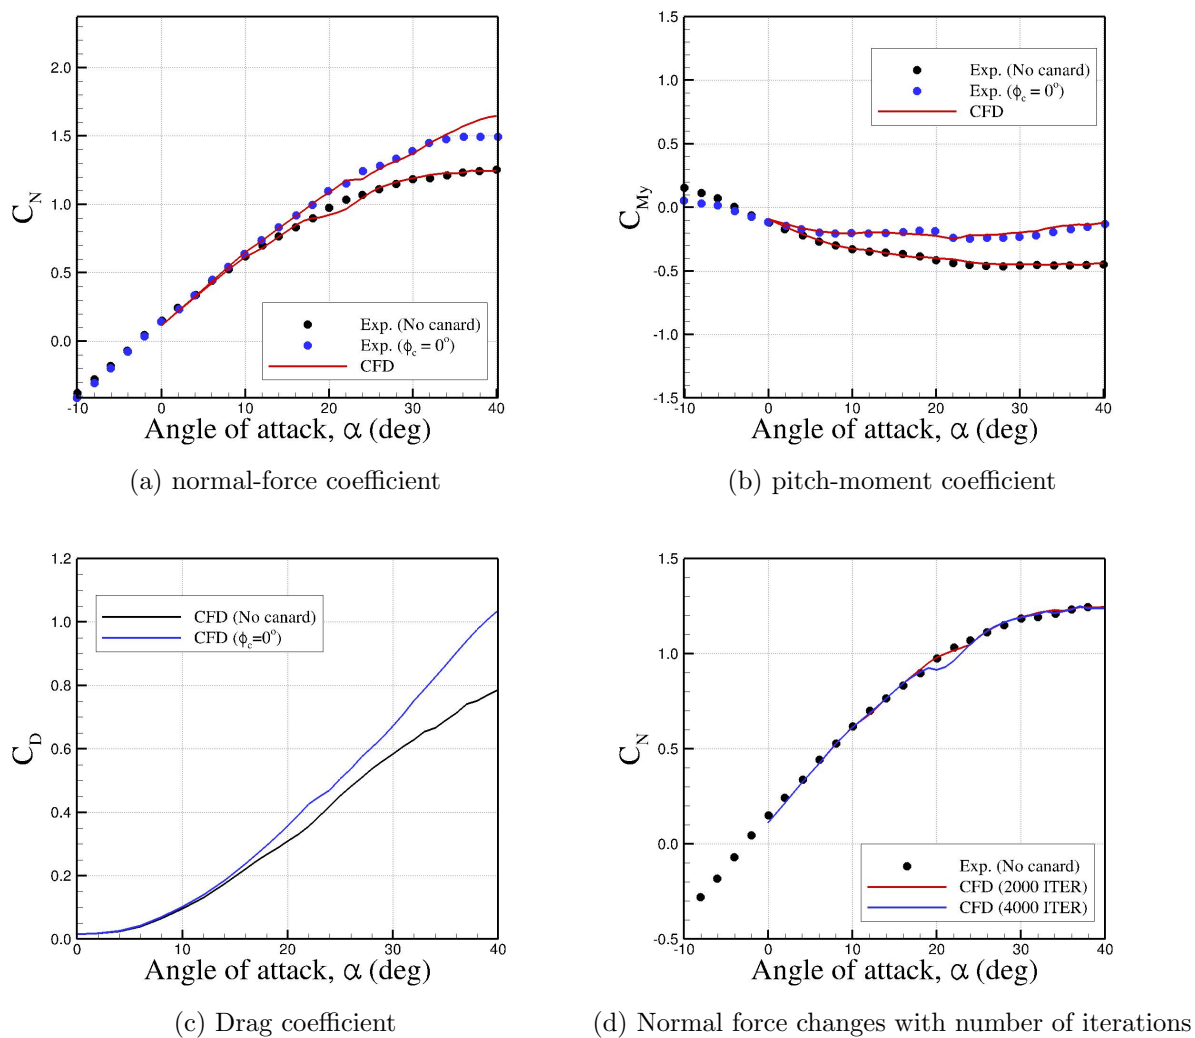 C_N
2.0
1.5
1.0
0.5
0.0
-10 0 10 20 30 40
Exp. (No canard)
Exp. (ϕ_c = 0°)
CFD
Angle of attack, α (deg)
(a) normal-force coefficient
C_My
1.5
1.0
0.5
0.0
-0.5
-1.0
-1.5
-10 0 10 20 30 40
Exp. (No canard)
Exp. (ϕ_c = 0°)
CFD
Angle of attack, α (deg)
(b) pitch-moment coefficient
C_D
1.2
1.0
0.8
0.6
0.4
0.2
0.0
0 10 20 30 40
CFD (No canard)
CFD (ϕ_c=0°)
Angle of attack, α (deg)
(c) Drag coefficient
C_N
1.5
1.0
0.5
0.0
-0.5
-10 0 10 20 30 40
Exp. (No canard)
CFD (2000 ITER)
CFD (4000 ITER)
Angle of attack, α (deg)
(d) Normal force changes with number of iterations